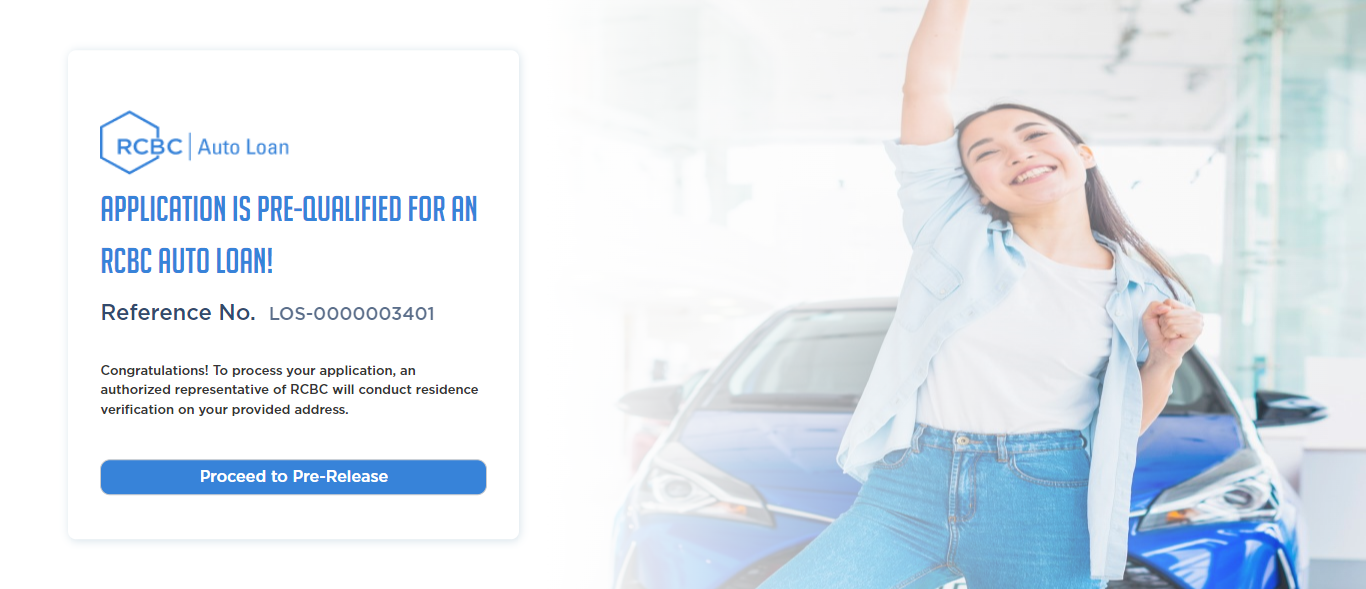 RCBC | Auto Loan
APPLICATION IS PRE-QUALIFIED FOR AN
RCBC AUTO LOAN!
Reference No. LOS-0000003401
Congratulations! To process your application, an
authorized representative of RCBC will conduct residence
verification on your provided address.
Proceed to Pre-Release